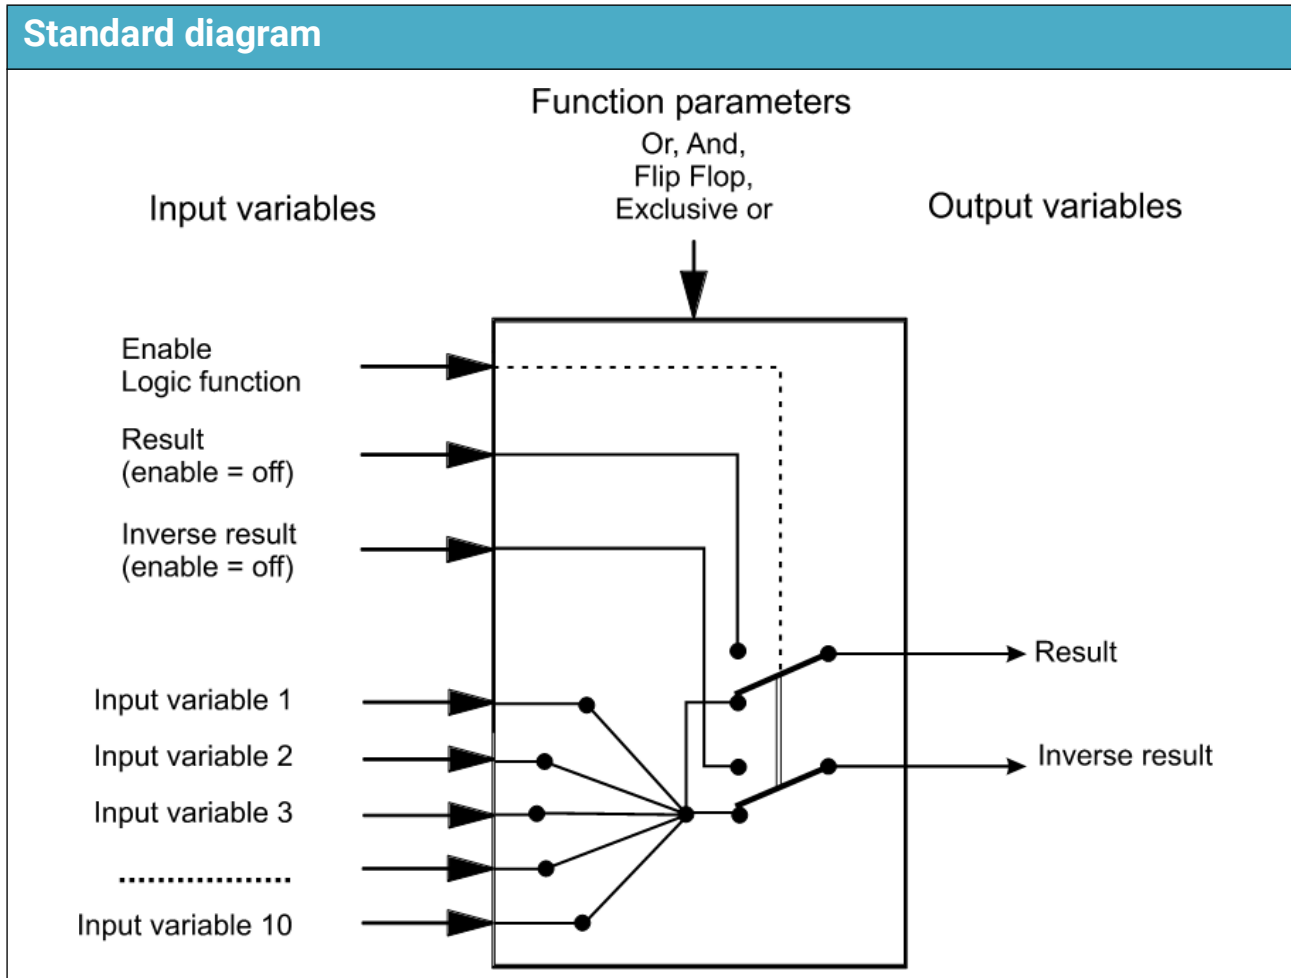 Standard diagram
Function parameters
Or, And,
Flip Flop,
Exclusive or
Input variables
Output variables
Enable
Logic function
Result
(enable = off)
Inverse result
(enable = off)
Result
Input variable 1
Input variable 2
Inverse result
Input variable 3
..................
Input variable 10